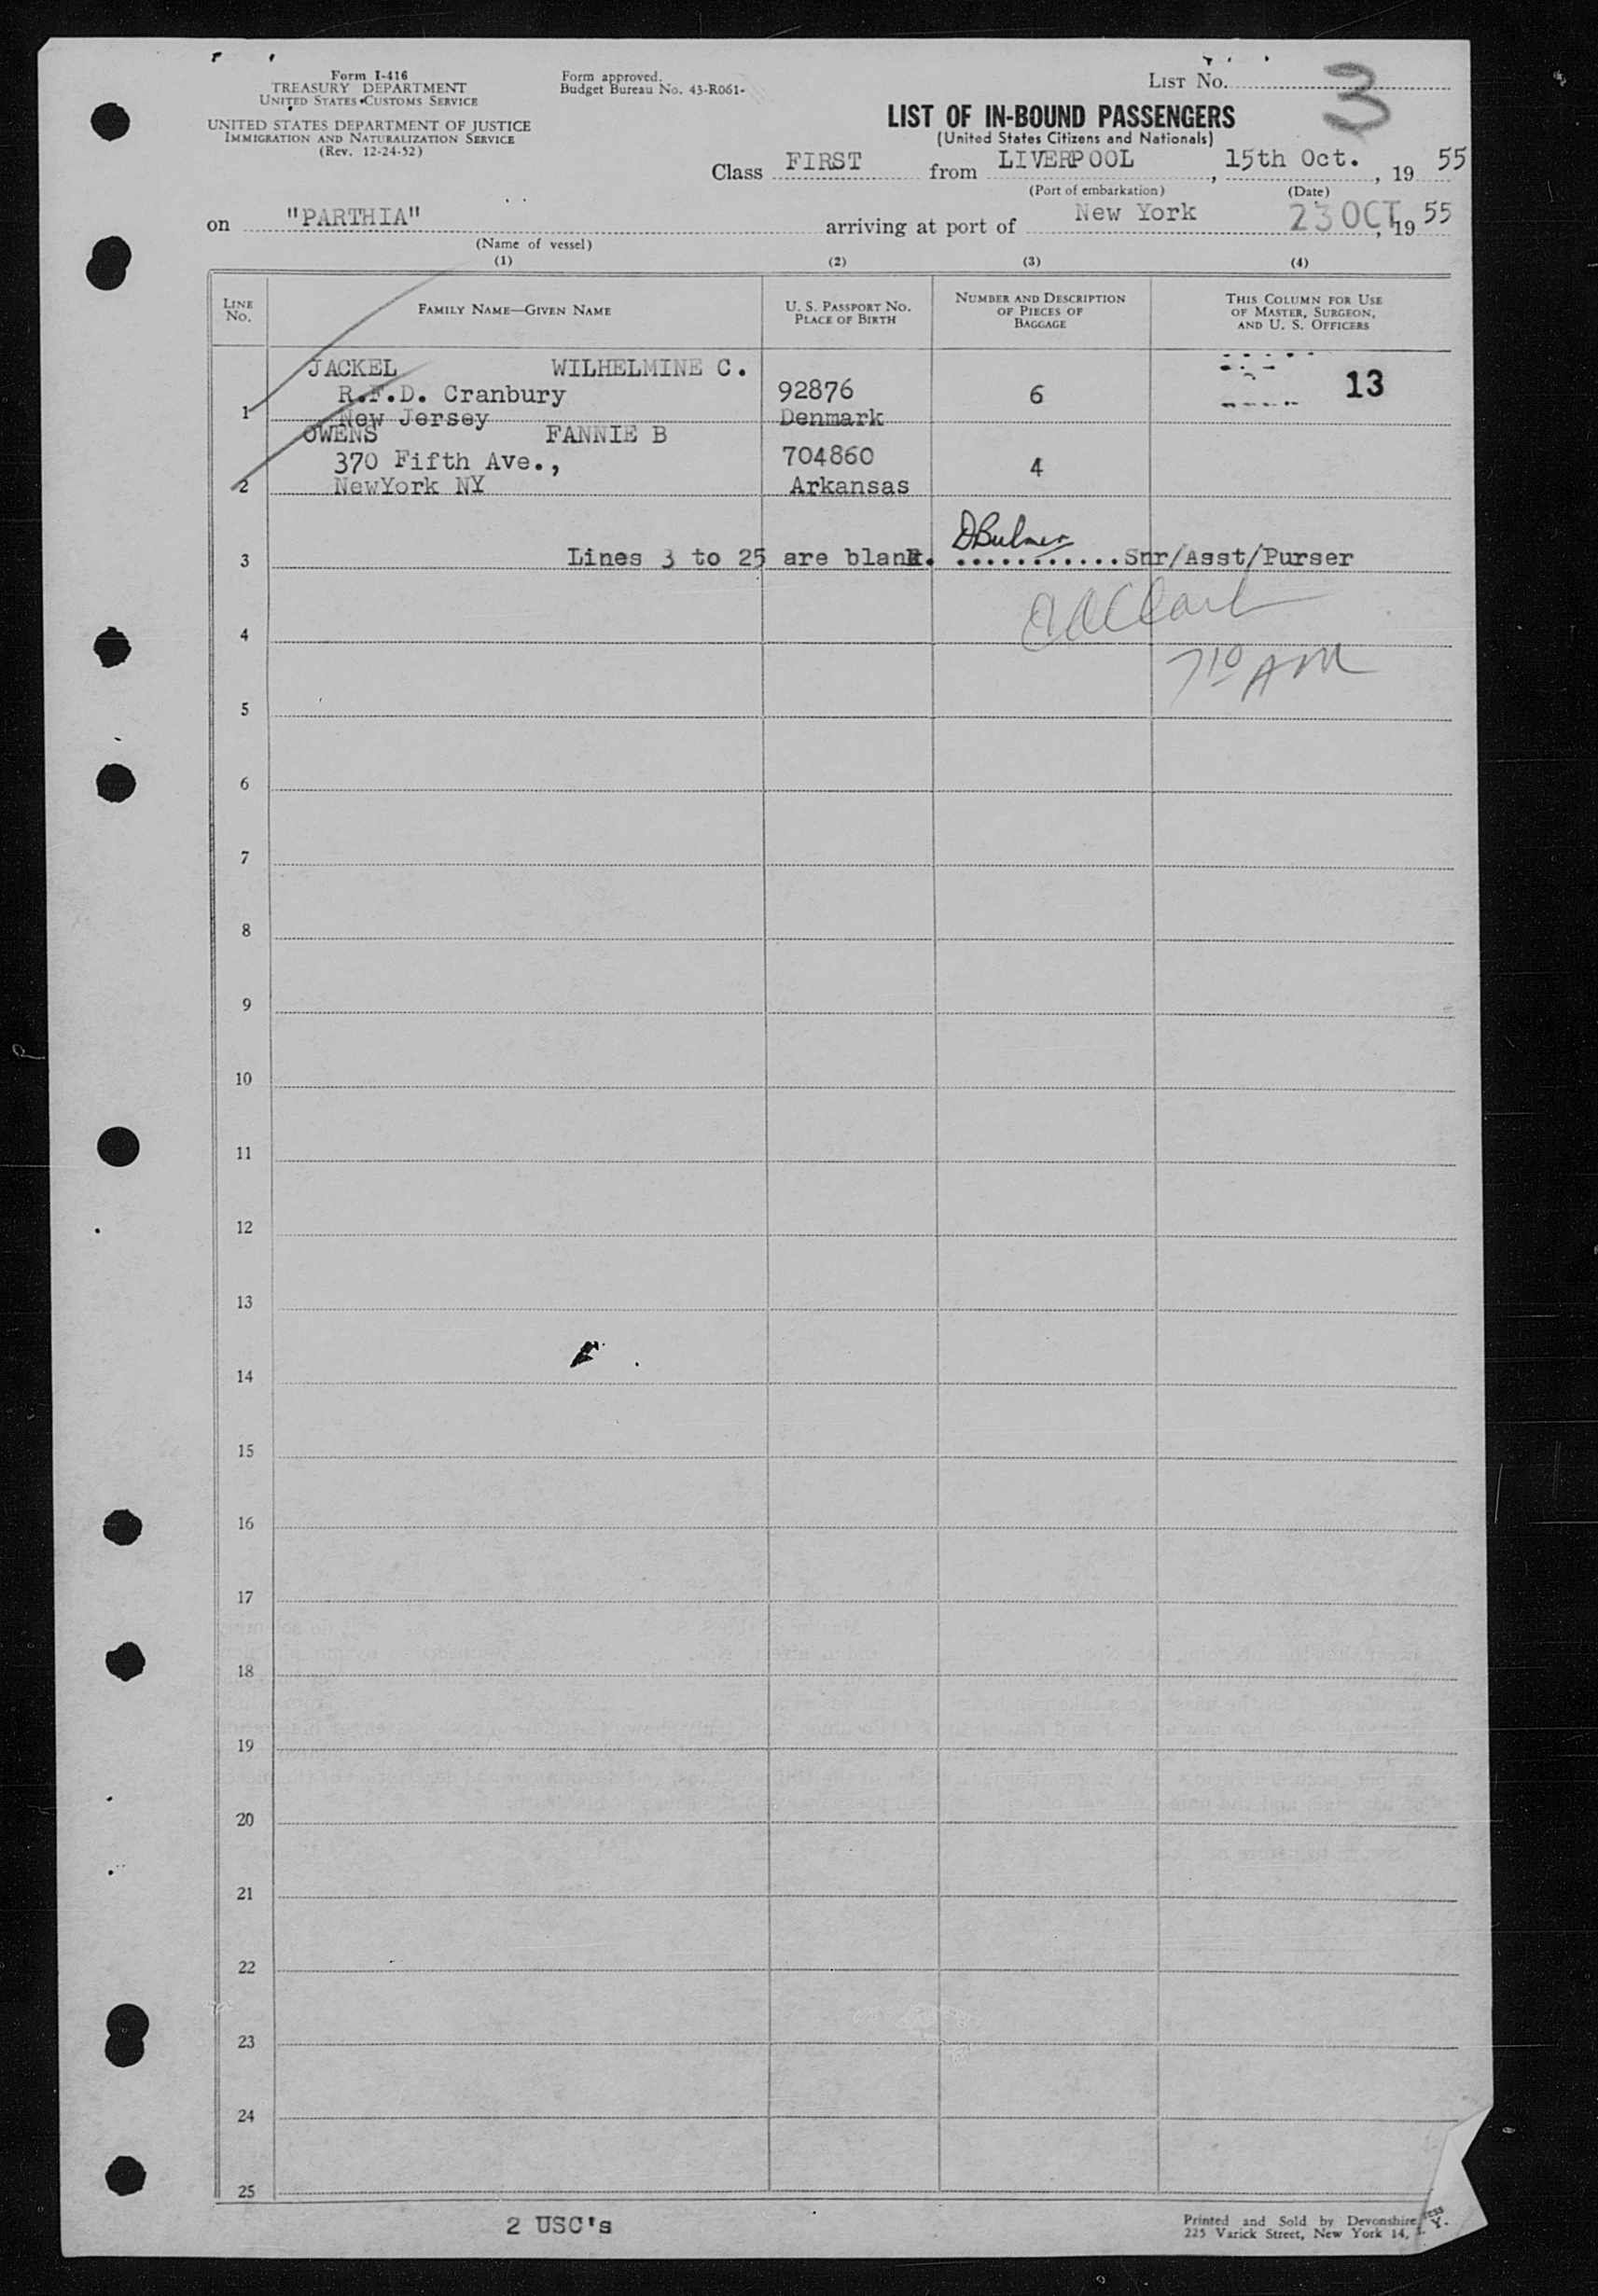 Form I-416
TREASURY DEPARTMENT
UNITED STATES CUSTOMS SERVICE
UNITED STATES DEPARTMENT OF JUSTICE
IMMIGRATION AND NATURALIZATION SERVICE
(Rev. 12-24-52)
Form approved.
Budget Bureau No. 43-R061-
LIST No. 3
LIST OF IN-BOUND PASSENGERS
(United States Citizens and Nationals)
Class FIRST from LIVERPOOL, 15th Oct., 19 55
(Port of embarkation) (Date)
on "PARTHIA" arriving at port of New York 23 OCT, 19 55
(Name of vessel)
(1) (2) (3) (4)
LINE No. FAMILY NAME—GIVEN NAME U. S. PASSPORT No. PLACE OF BIRTH NUMBER AND DESCRIPTION OF PIECES OF BAGGAGE THIS COLUMN FOR USE OF MASTER, SURGEON, AND U. S. OFFICERS
JACKEL WILHELMINE C.
R.F.D. Cranbury 92876 6 13
1 New Jersey Denmark
OWENS FANNIE B
370 Fifth Ave., 704860 4
2 NewYork NY Arkansas
3 Lines 3 to 25 are blank. DBulmer ...........Snr/Asst/Purser
4
710 AM
5
6
7
8
9
10
11
12
13
14
15
16
17
18
19
20
21
22
23
24
25
2 USC's
Printed and Sold by Devonshire
225 Varick Street, New York 14, Y.